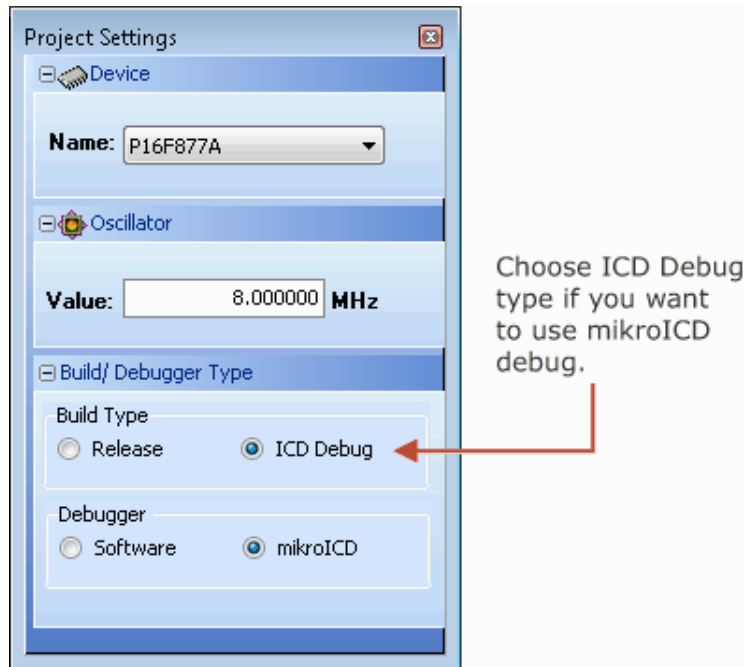 Project Settings
Device
Name: P16F877A
Oscillator
Value: 8.000000 MHz
Build/ Debugger Type
Build Type
Release ICD Debug
Debugger
Software mikroICD
Choose ICD Debug
type if you want
to use mikroICD
debug.